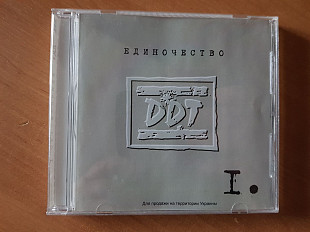 ЕДИНОЧЕСТВО
DDT
I.
Для продажи на территории Украины